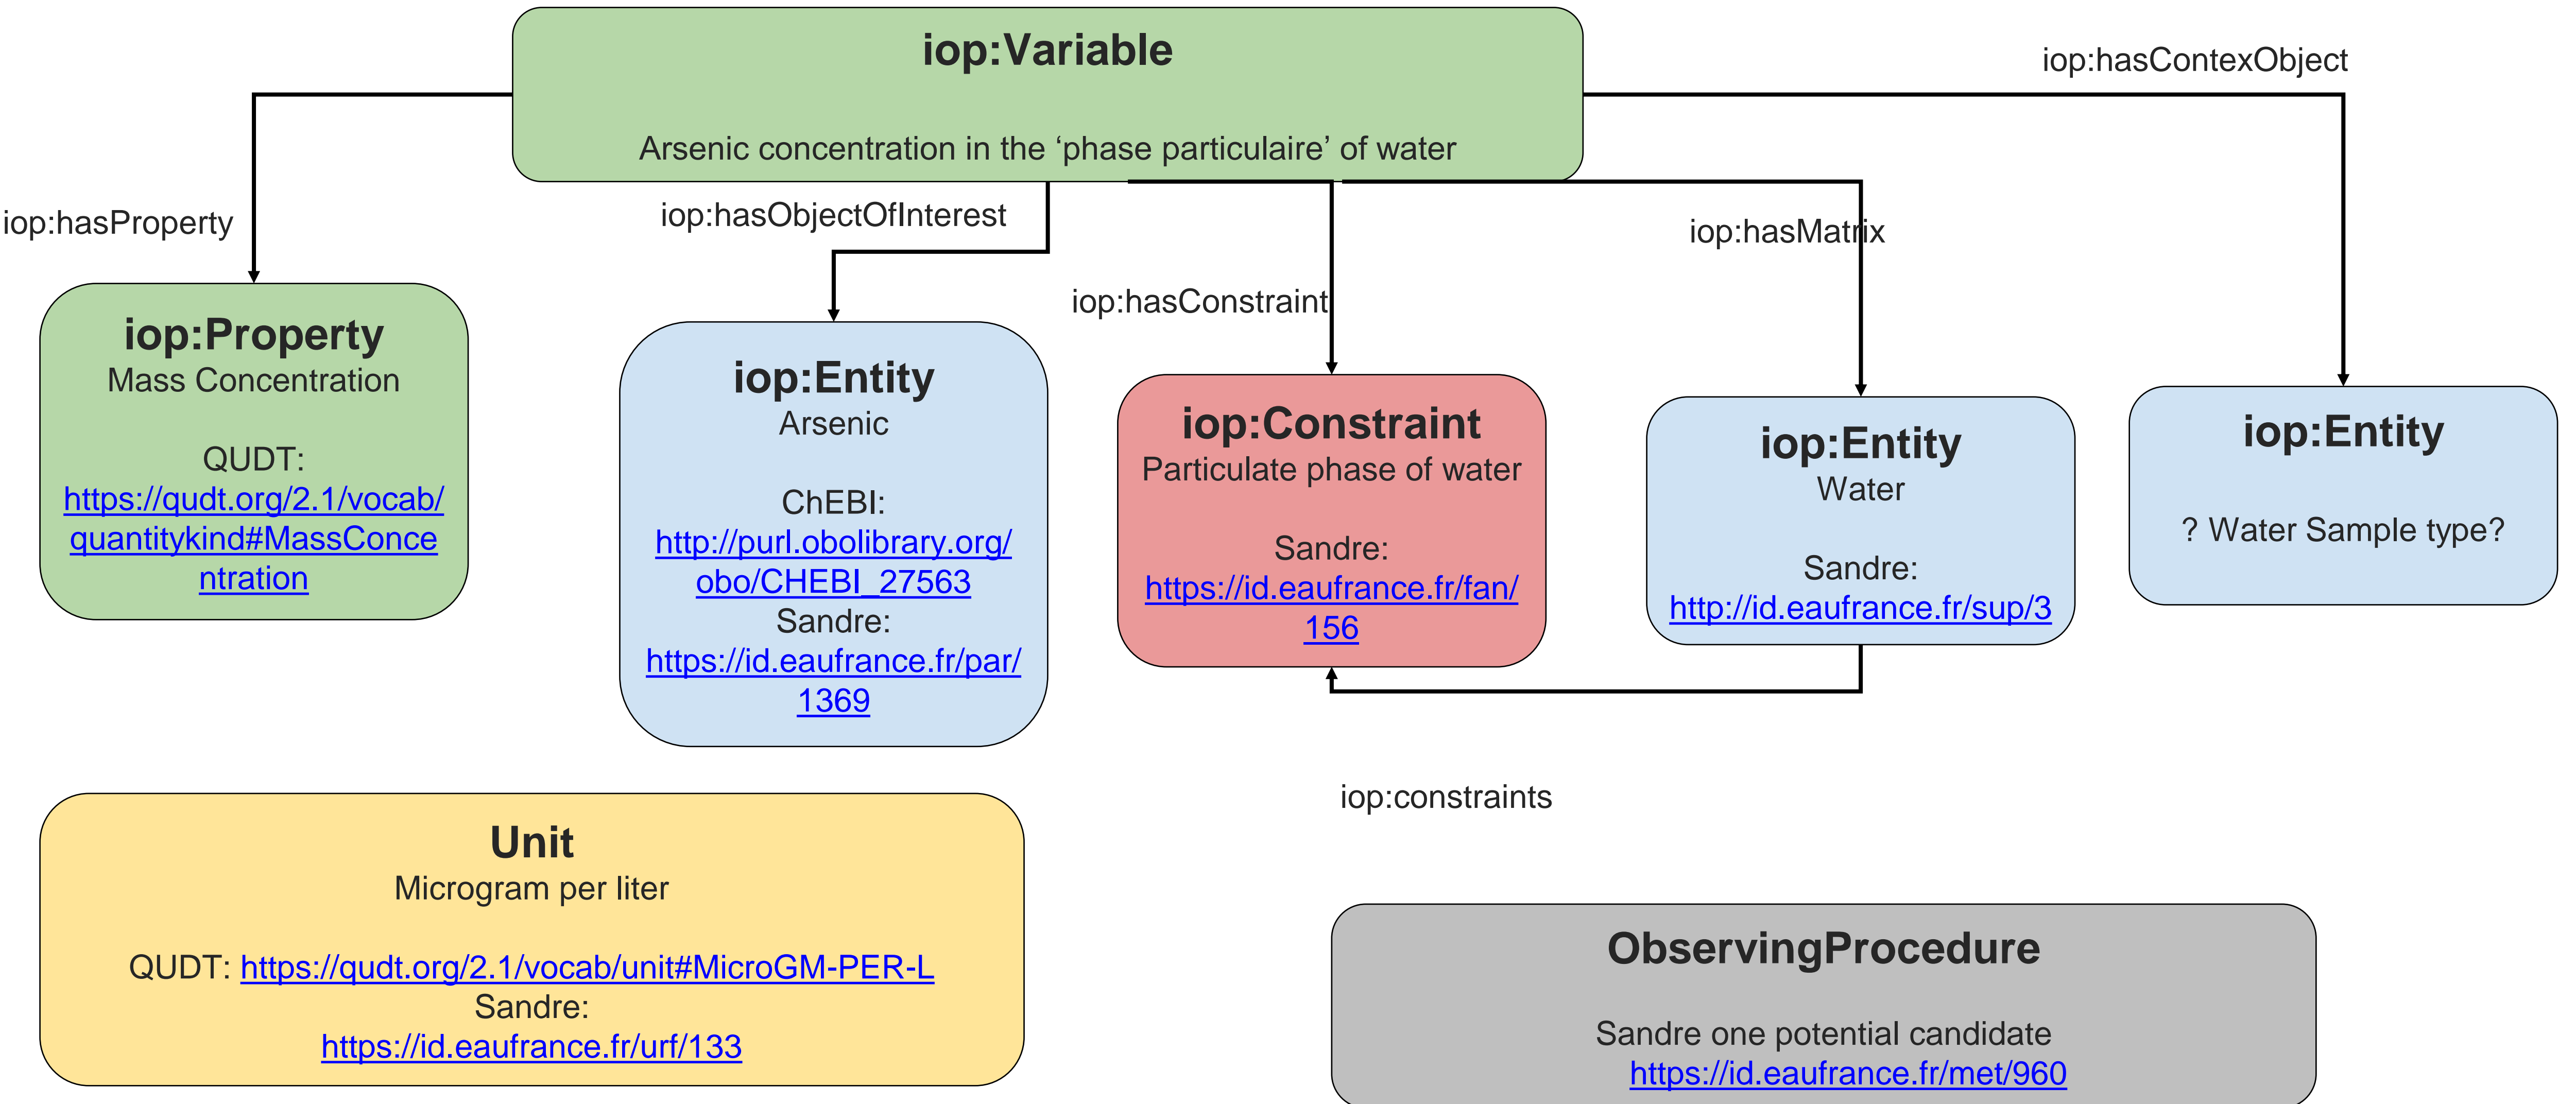 iop:Variable
Arsenic concentration in the ‘phase particulaire’ of water
iop:hasContexObject
iop:hasProperty
iop:hasObjectOfInterest
iop:hasConstraint
iop:hasMatrix
iop:Property
Mass Concentration
QUDT:
https://qudt.org/2.1/vocab/
quantitykind#MassConce
ntration
iop:Entity
Arsenic
ChEBI:
http://purl.obolibrary.org/
obo/CHEBI_27563
Sandre:
https://id.eaufrance.fr/par/
1369
iop:Constraint
Particulate phase of water
Sandre:
https://id.eaufrance.fr/fan/
156
iop:Entity
Water
Sandre:
http://id.eaufrance.fr/sup/3
iop:Entity
? Water Sample type?
iop:constraints
Unit
Microgram per liter
QUDT: https://qudt.org/2.1/vocab/unit#MicroGM-PER-L
Sandre:
https://id.eaufrance.fr/urf/133
ObservingProcedure
Sandre one potential candidate
https://id.eaufrance.fr/met/960